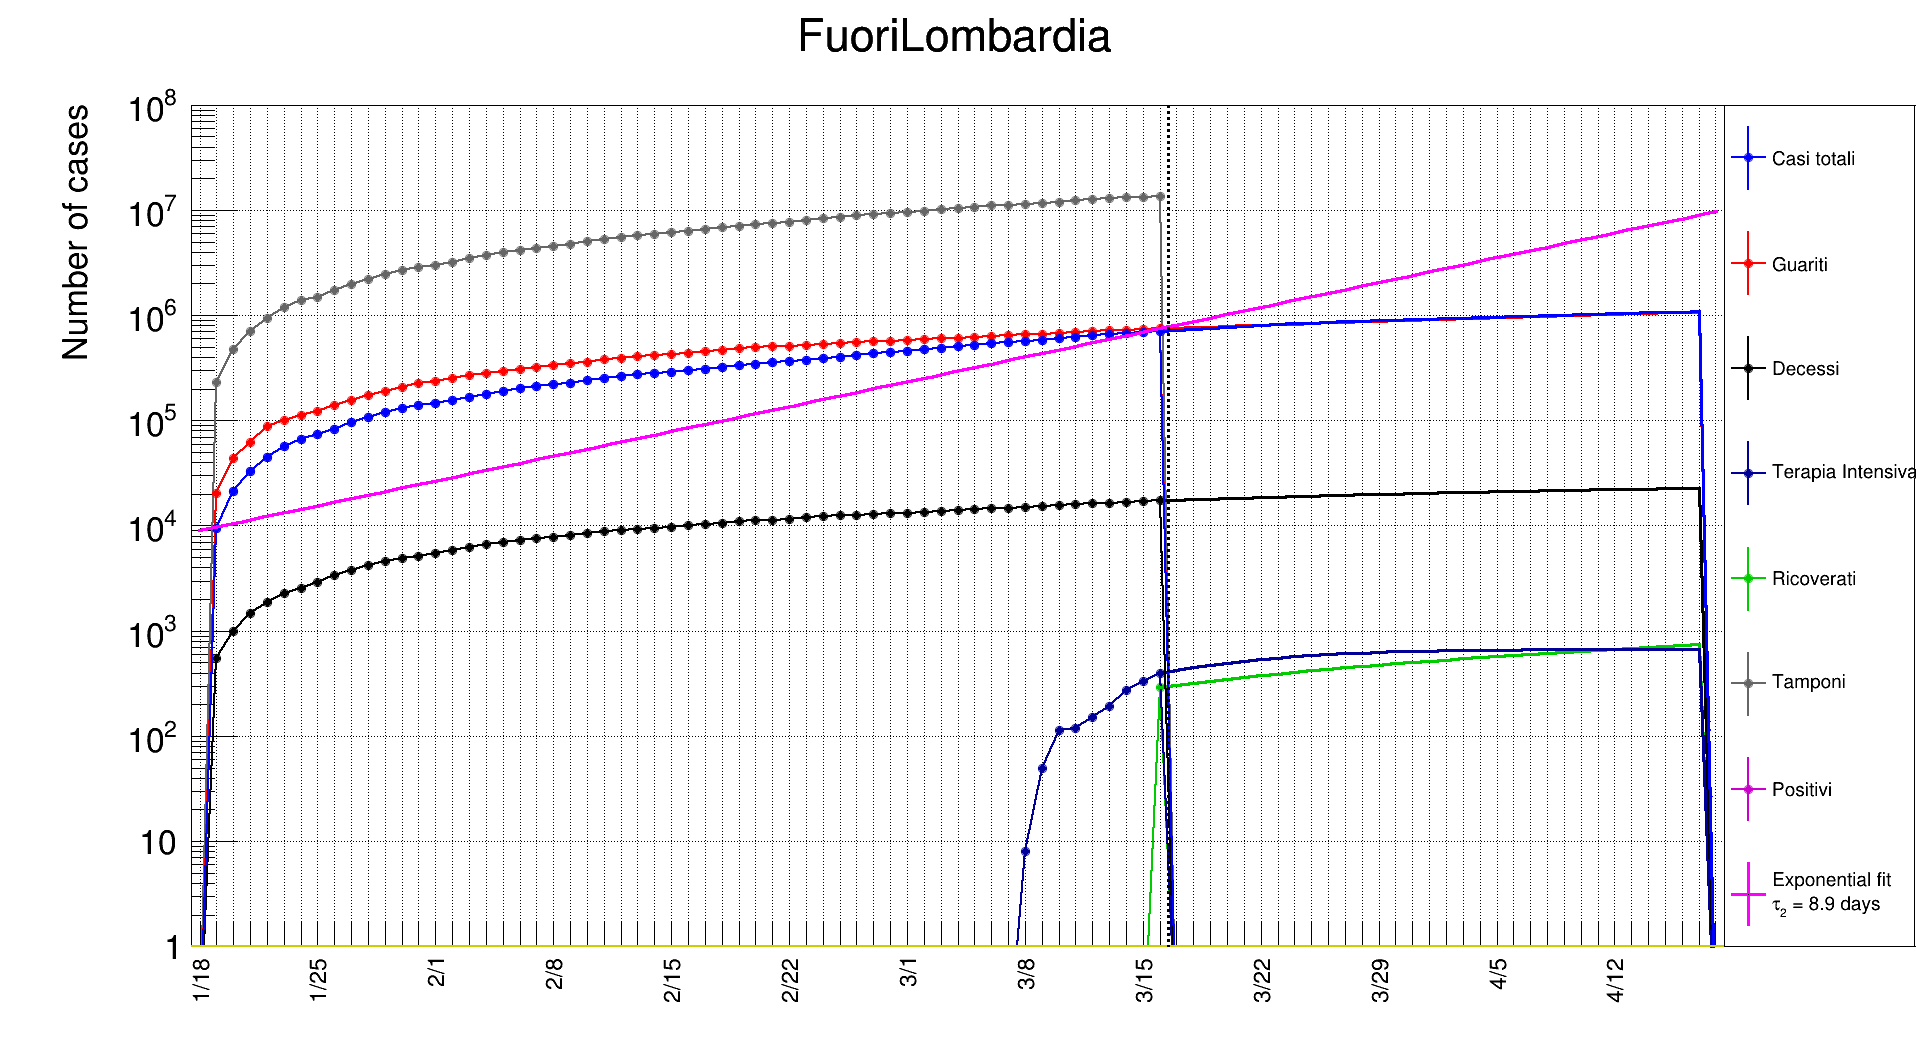 FuoriLombardia
Number of cases
10^8
10^7
10^6
10^5
10^4
10^3
10^2
10
1
1/18
1/25
2/1
2/8
2/15
2/22
3/1
3/8
3/15
3/22
3/29
4/5
4/12
Casi totali
Guariti
Decessi
Terapia Intensiva
Ricoverati
Tamponi
Positivi
Exponential fit
τ₂ = 8.9 days